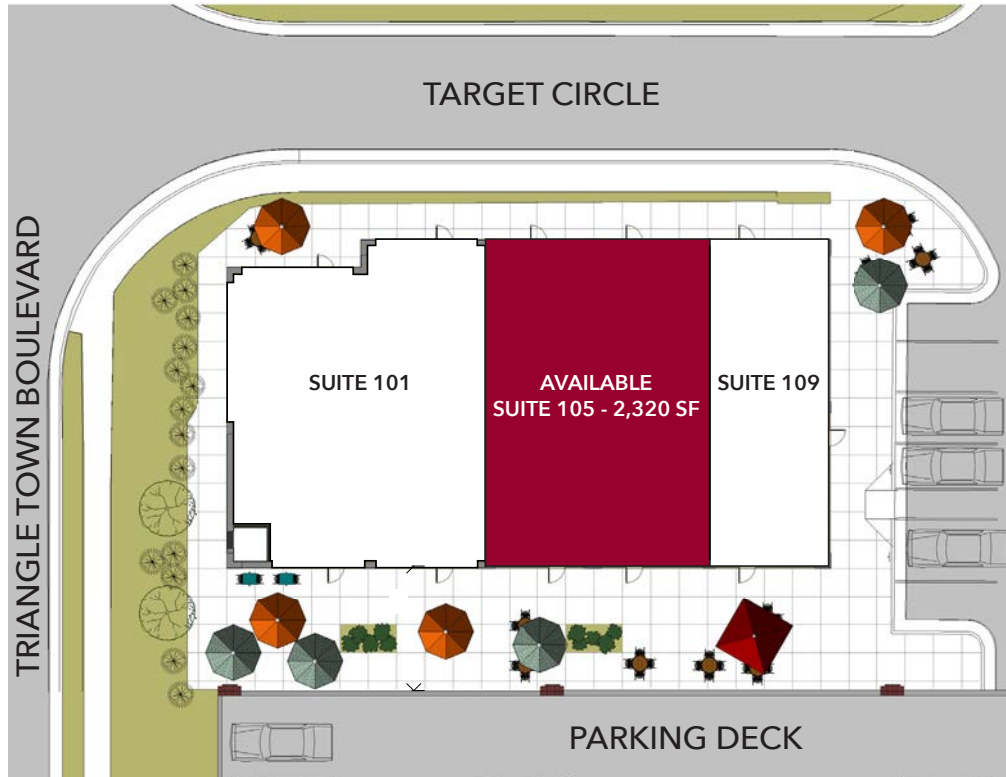 TARGET CIRCLE
TRIANGLE TOWN BOULEVARD
SUITE 101
AVAILABLE
SUITE 105 - 2,320 SF
SUITE 109
PARKING DECK